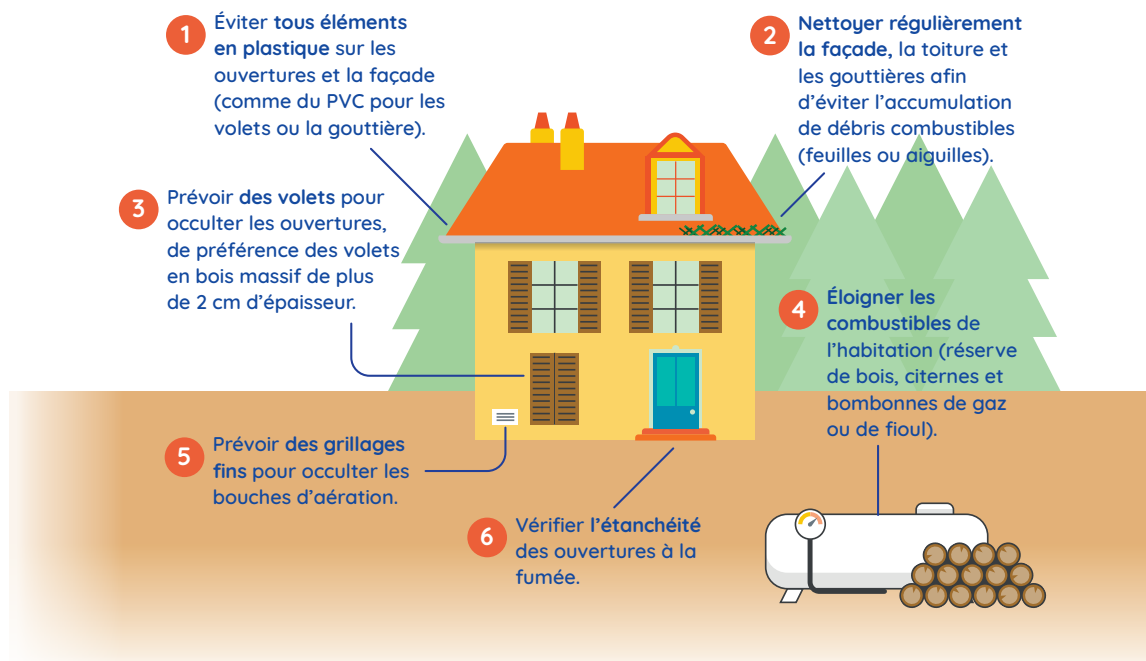 1
Éviter tous éléments
en plastique sur les
ouvertures et la façade
(comme du PVC pour les
volets ou la gouttière).
2
Nettoyer régulièrement
la façade, la toiture et
les gouttières afin
d’éviter l’accumulation
de débris combustibles
(feuilles ou aiguilles).
3
Prévoir des volets pour
occulter les ouvertures,
de préférence des volets
en bois massif de plus
de 2 cm d’épaisseur.
4
Éloigner les
combustibles de
l’habitation (réserve
de bois, citernes et
bombonnes de gaz
ou de fioul).
5
Prévoir des grillages
fins pour occulter les
bouches d’aération.
6
Vérifier l’étanchéité
des ouvertures à la
fumée.